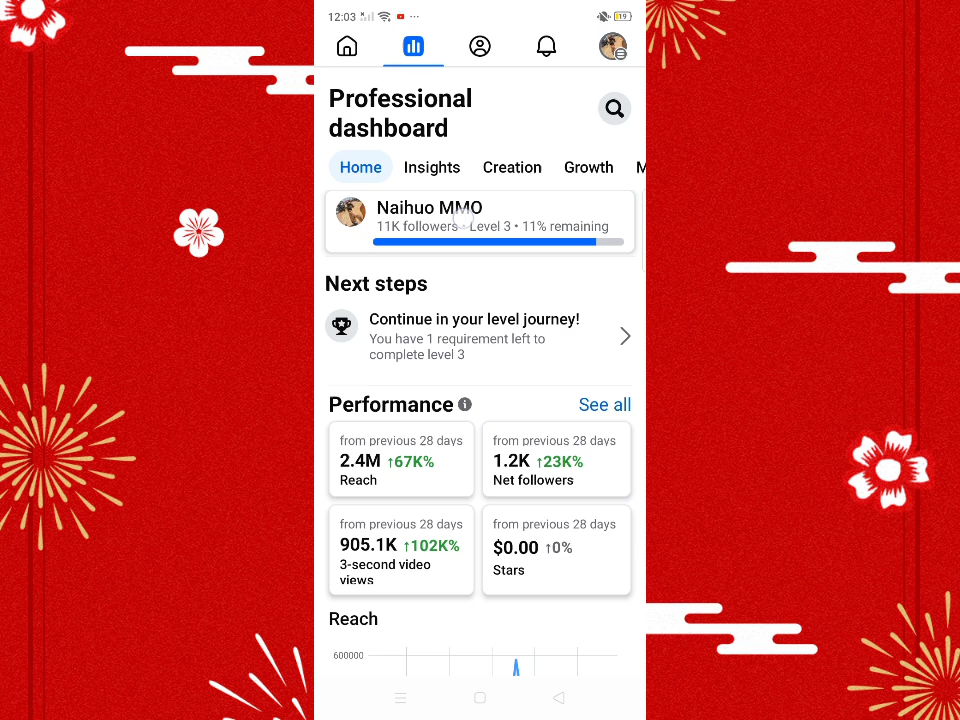 12:03
19
Professional
dashboard
Home Insights Creation Growth M
Naihuo MMO
11K followers · Level 3 • 11% remaining
Next steps
Continue in your level journey!
You have 1 requirement left to
complete level 3
Performance See all
from previous 28 days
2.4M ↑67K%
Reach
from previous 28 days
1.2K ↑23K%
Net followers
from previous 28 days
905.1K ↑102K%
3-second video
views
from previous 28 days
$0.00 ↑0%
Stars
Reach
600000